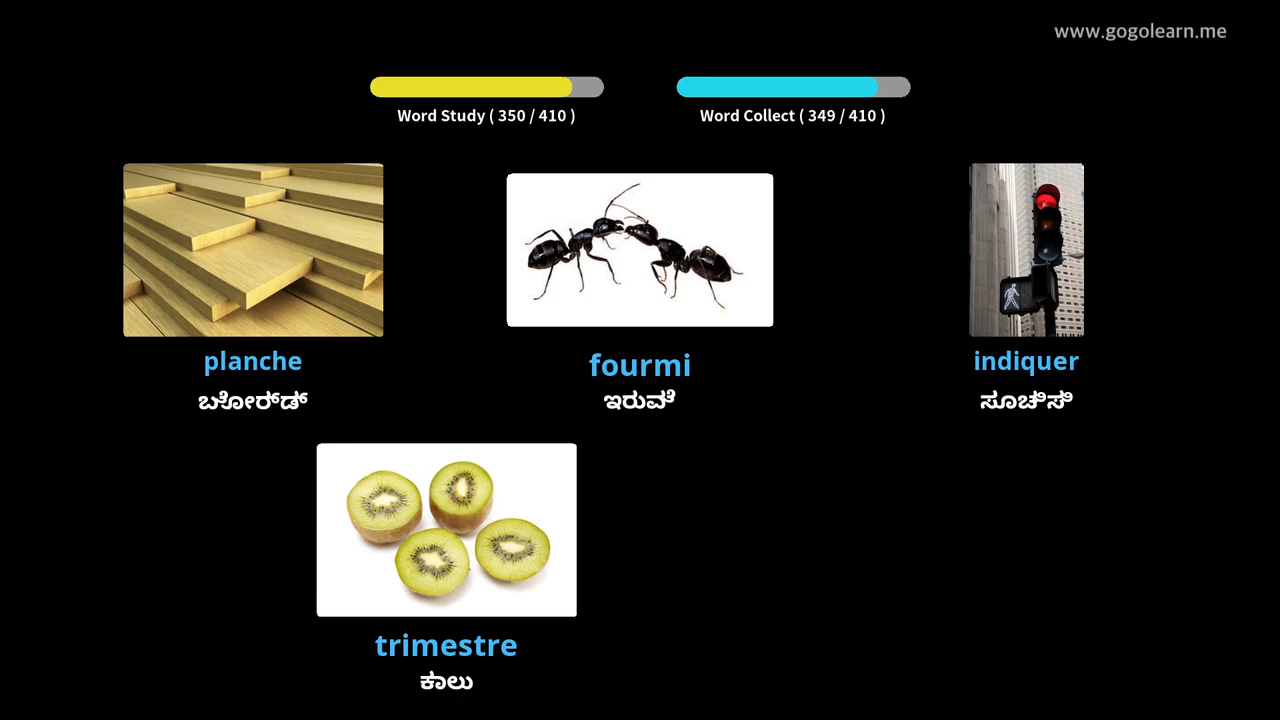 www.gogolearn.me
Word Study ( 350 / 410 )
Word Collect ( 349 / 410 )
planche
ಬೋರ್ಡ್
fourmi
ಇರುವೆ
indiquer
ಸೂಚಿಸಿ
trimestre
ಕಾಲು